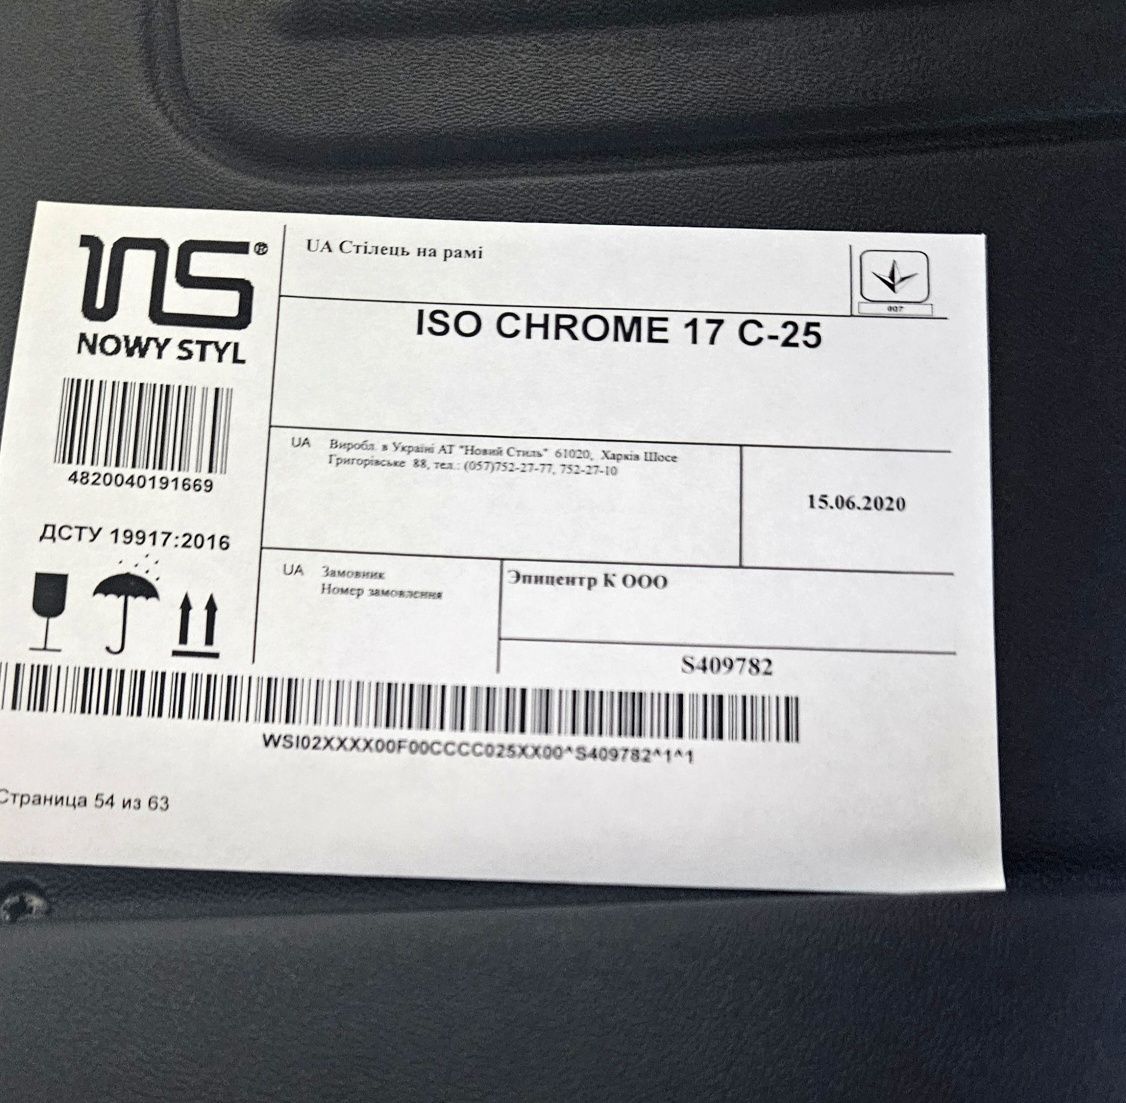 NS®
NOWY STYL
4820040191669
ДСТУ 19917:2016
UA Стілець на рамі
007
ISO CHROME 17 C-25
UA Виробл. в Україні АТ "Новий Стиль" 61020, Харків Шосе
Григорівське 88, тел.: (057)752-27-77, 752-27-10
15.06.2020
UA Замовник
Номер замовлення
Эпицентр К ООО
S409782
WSI02XXXX00F00CCCC025XX00^S409782^1^1
Страница 54 из 63